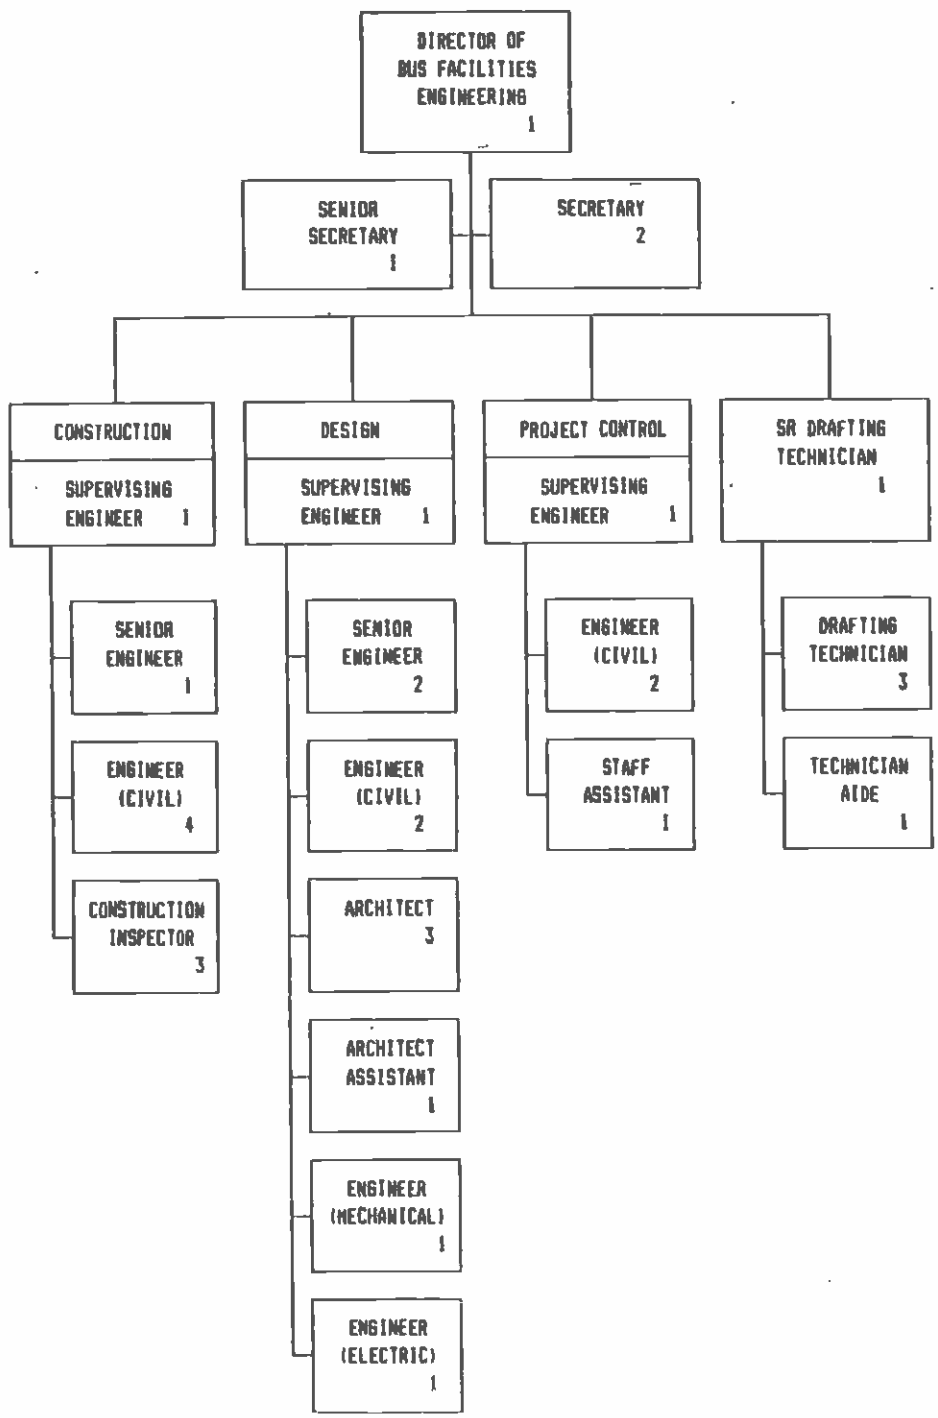 DIRECTOR OF
BUS FACILITIES
ENGINEERING
1
SENIOR
SECRETARY
1
SECRETARY
2
CONSTRUCTION
SUPERVISING
ENGINEER 1
SENIOR
ENGINEER
1
ENGINEER
(CIVIL)
4
CONSTRUCTION
INSPECTOR
3
DESIGN
SUPERVISING
ENGINEER 1
SENIOR
ENGINEER
2
ENGINEER
(CIVIL)
2
ARCHITECT
3
ARCHITECT
ASSISTANT
1
ENGINEER
(MECHANICAL)
1
ENGINEER
(ELECTRIC)
1
PROJECT CONTROL
SUPERVISING
ENGINEER 1
ENGINEER
(CIVIL)
2
STAFF
ASSISTANT
1
SR DRAFTING
TECHNICIAN
1
DRAFTING
TECHNICIAN
3
TECHNICIAN
AIDE
1